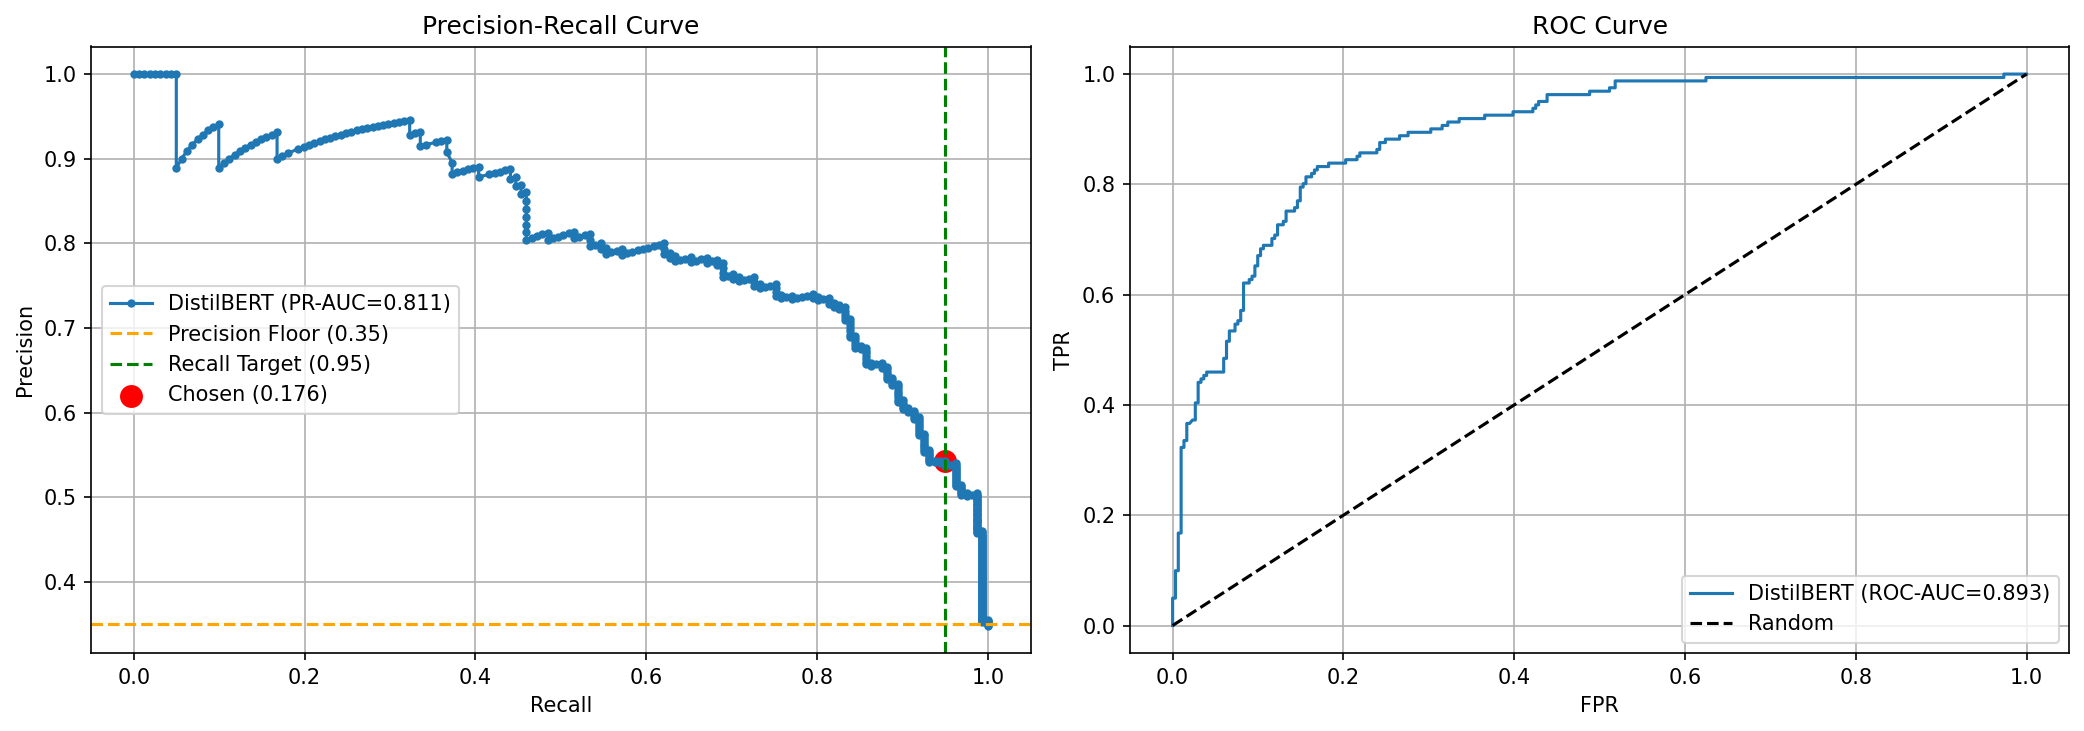 Precision-Recall Curve
Precision
1.0
0.9
0.8
0.7
0.6
0.5
0.4
DistilBERT (PR-AUC=0.811)
Precision Floor (0.35)
Recall Target (0.95)
Chosen (0.176)
0.0 0.2 0.4 0.6 0.8 1.0
Recall
ROC Curve
TPR
1.0
0.8
0.6
0.4
0.2
0.0
DistilBERT (ROC-AUC=0.893)
Random
0.0 0.2 0.4 0.6 0.8 1.0
FPR